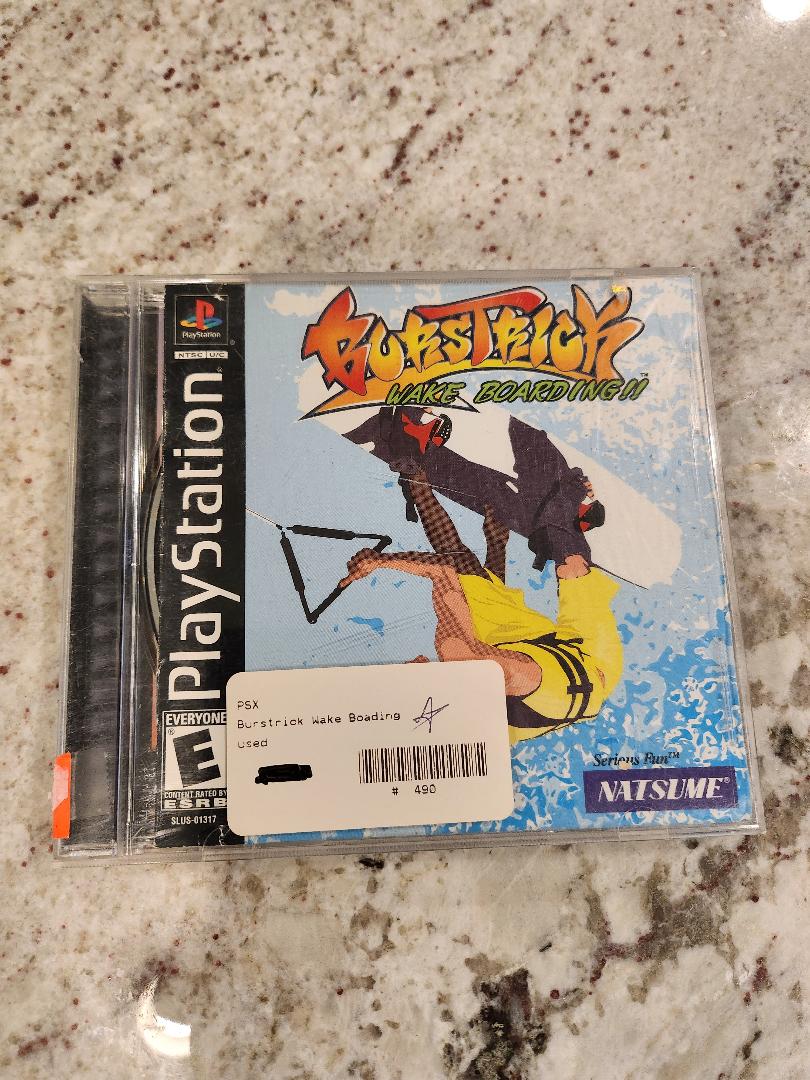 PlayStation
NTSC U/C
PlayStation
BURSTRICK
WAKE BOARDING!! ™
EVERYONE
E
®
CONTENT RATED BY
ESRB
SLUS-01317
PSX
Burstrick Wake Boading
used
# 490
Serious Fun™
NATSUME®